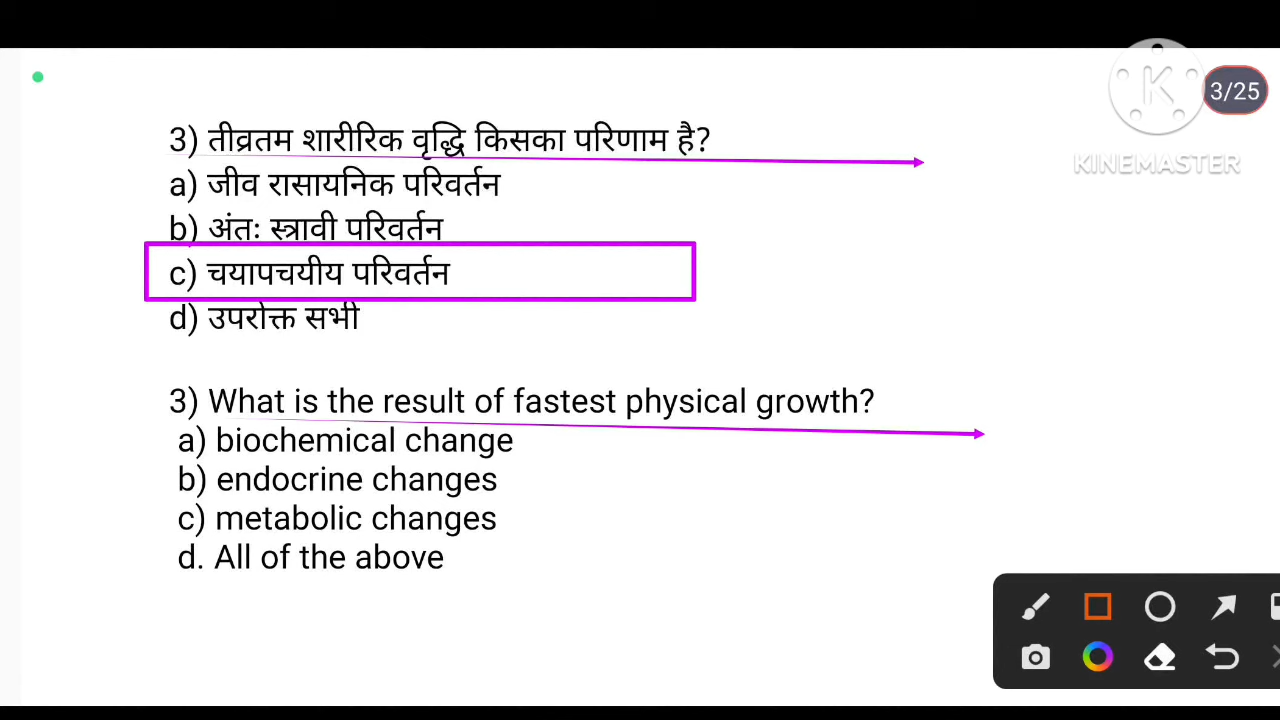 3/25
KINEMASTER
3) तीव्रतम शारीरिक वृद्धि किसका परिणाम है?
a) जीव रासायनिक परिवर्तन
b) अंतः स्त्रावी परिवर्तन
c) चयापचयीय परिवर्तन
d) उपरोक्त सभी
3) What is the result of fastest physical growth?
a) biochemical change
b) endocrine changes
c) metabolic changes
d. All of the above